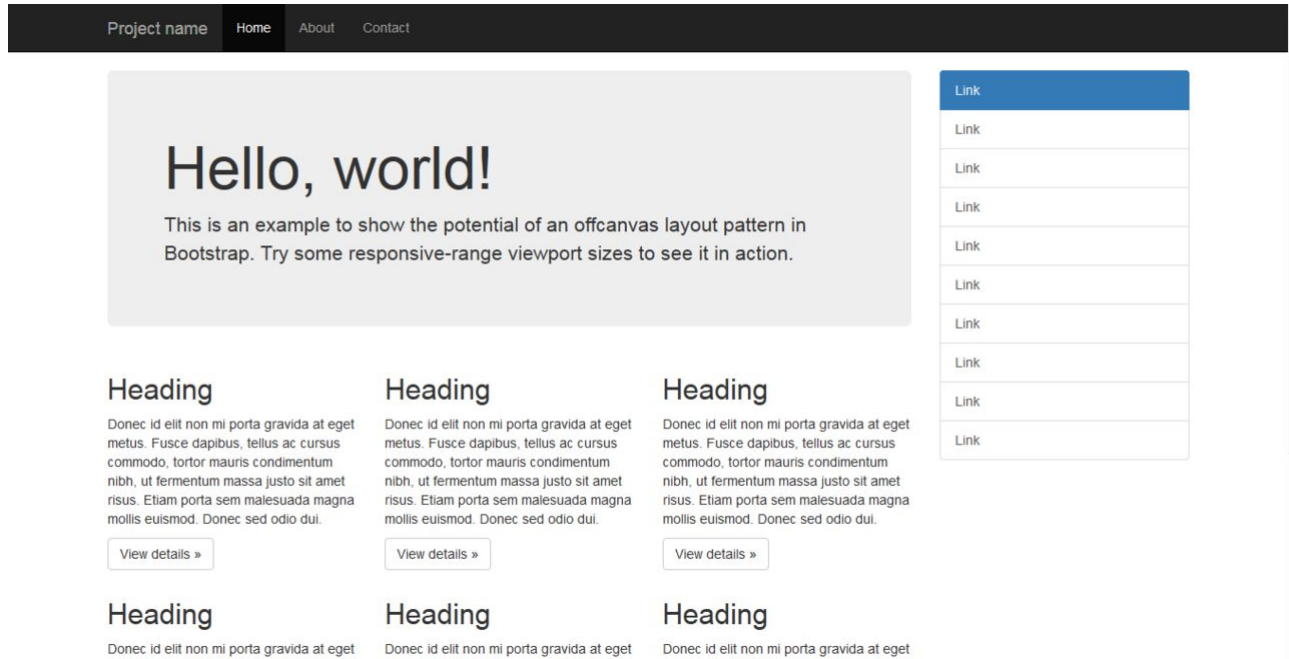 Project name Home About Contact
Hello, world!
This is an example to show the potential of an offcanvas layout pattern in
Bootstrap. Try some responsive-range viewport sizes to see it in action.
Link
Link
Link
Link
Link
Link
Link
Link
Link
Link
Heading
Donec id elit non mi porta gravida at eget
metus. Fusce dapibus, tellus ac cursus
commodo, tortor mauris condimentum
nibh, ut fermentum massa justo sit amet
risus. Etiam porta sem malesuada magna
mollis euismod. Donec sed odio dui.
View details »
Heading
Donec id elit non mi porta gravida at eget
metus. Fusce dapibus, tellus ac cursus
commodo, tortor mauris condimentum
nibh, ut fermentum massa justo sit amet
risus. Etiam porta sem malesuada magna
mollis euismod. Donec sed odio dui.
View details »
Heading
Donec id elit non mi porta gravida at eget
metus. Fusce dapibus, tellus ac cursus
commodo, tortor mauris condimentum
nibh, ut fermentum massa justo sit amet
risus. Etiam porta sem malesuada magna
mollis euismod. Donec sed odio dui.
View details »
Heading
Donec id elit non mi porta gravida at eget
Heading
Donec id elit non mi porta gravida at eget
Heading
Donec id elit non mi porta gravida at eget